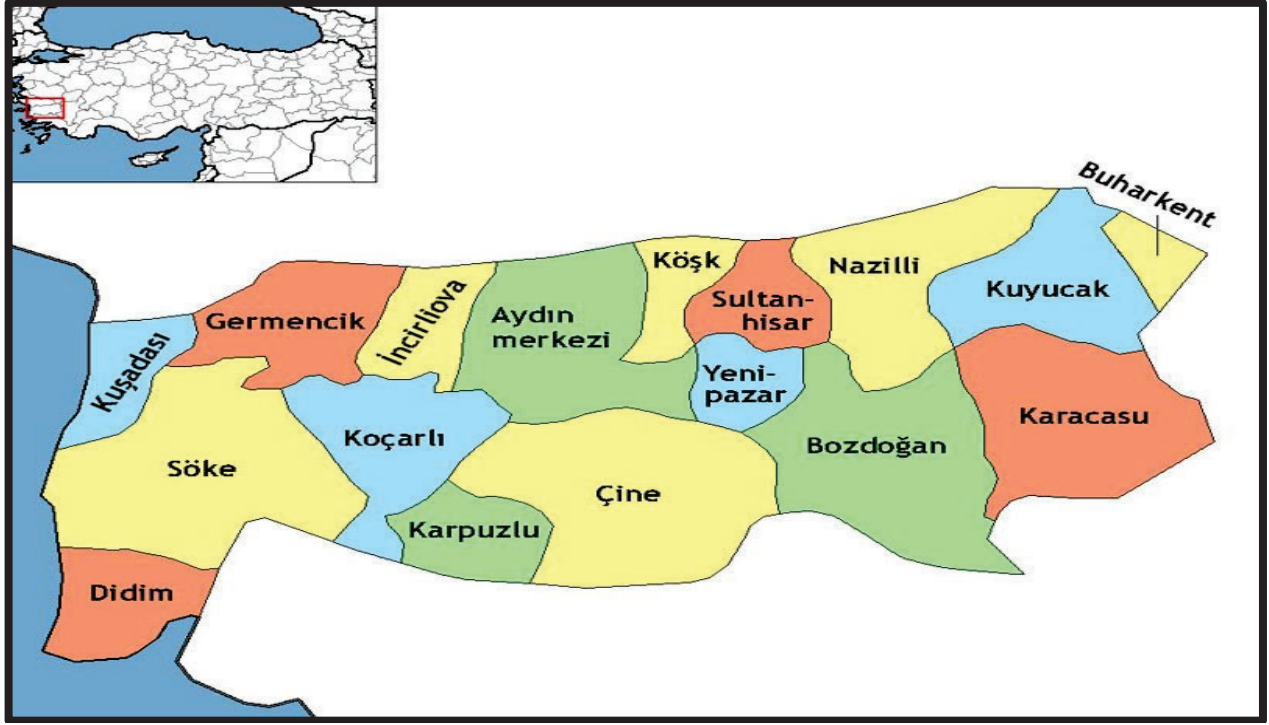 Buharkent
Köşk
Nazilli
Kuyucak
Sultan-
hisar
Germencik
İncirliova
Aydın
merkezi
Kuşadası
Yeni-
pazar
Karacasu
Koçarlı
Bozdoğan
Söke
Çine
Karpuzlu
Didim